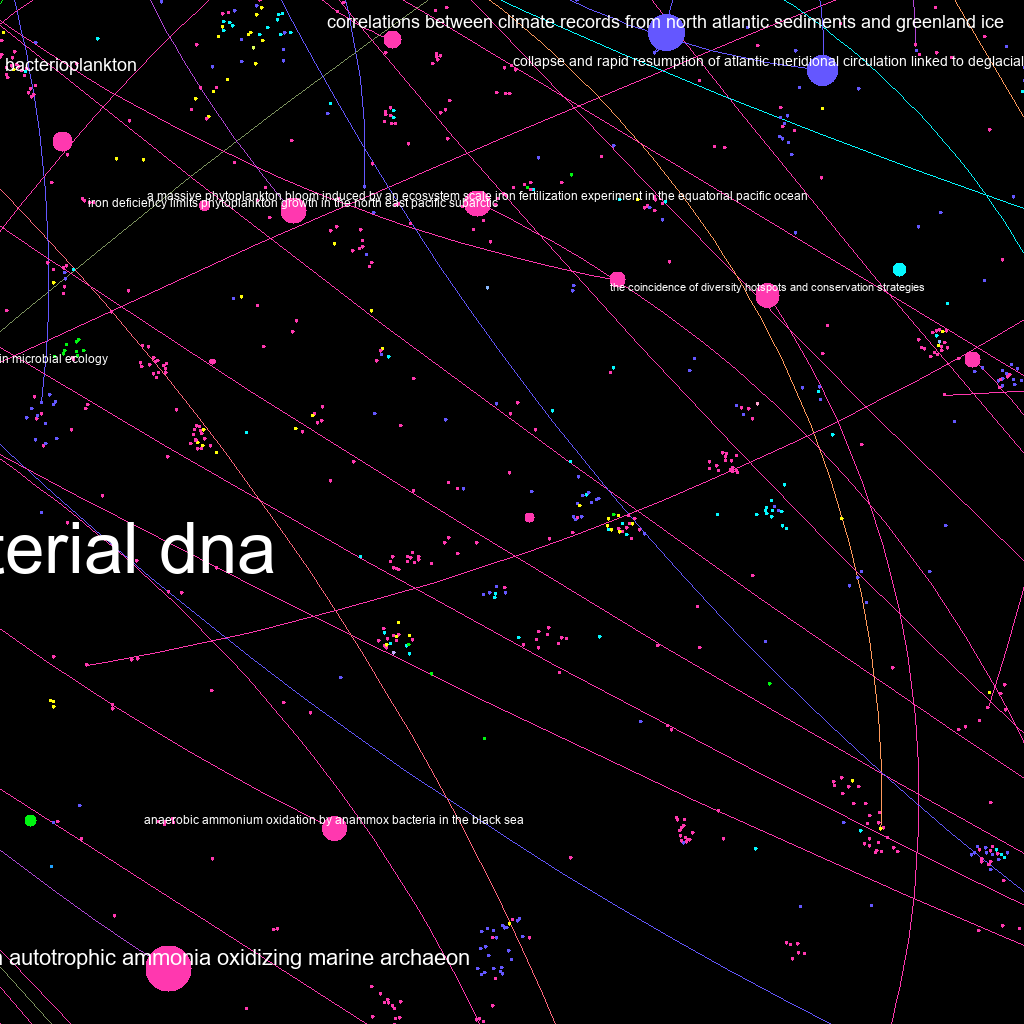 correlations between climate records from north atlantic sediments and greenland ice
collapse and rapid resumption of atlantic meridional circulation linked to deglacial
bacterioplankton
a massive phytoplankton bloom induced by an ecosystem scale iron fertilization experiment in the equatorial pacific ocean
iron deficiency limits phytoplankton growth in the north east pacific subarctic
the coincidence of diversity hotspots and conservation strategies
in microbial ecology
terial dna
anaerobic ammonium oxidation by anammox bacteria in the black sea
autotrophic ammonia oxidizing marine archaeon